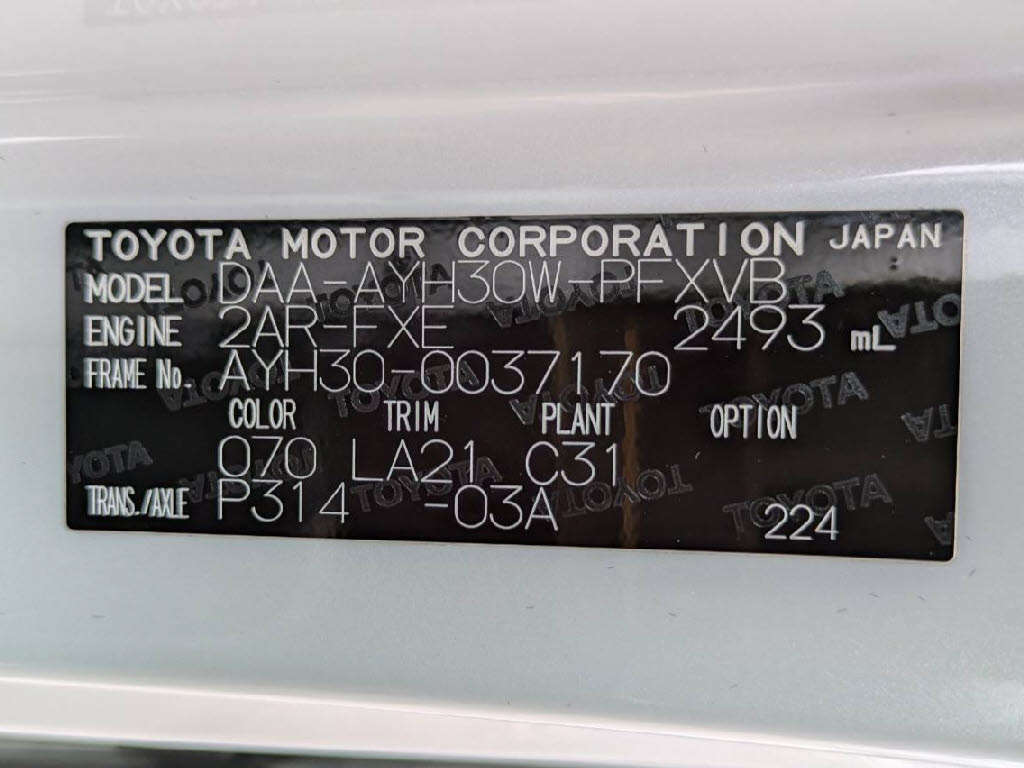 TOYOTA MOTOR CORPORATION JAPAN
MODEL DAA-AYH30W-PFXVB
ENGINE 2AR-FXE 2493 mL
FRAME No. AYH30-0037170
COLOR TRIM PLANT OPTION
070 LA21 C31
TRANS./AXLE P314 -03A 224